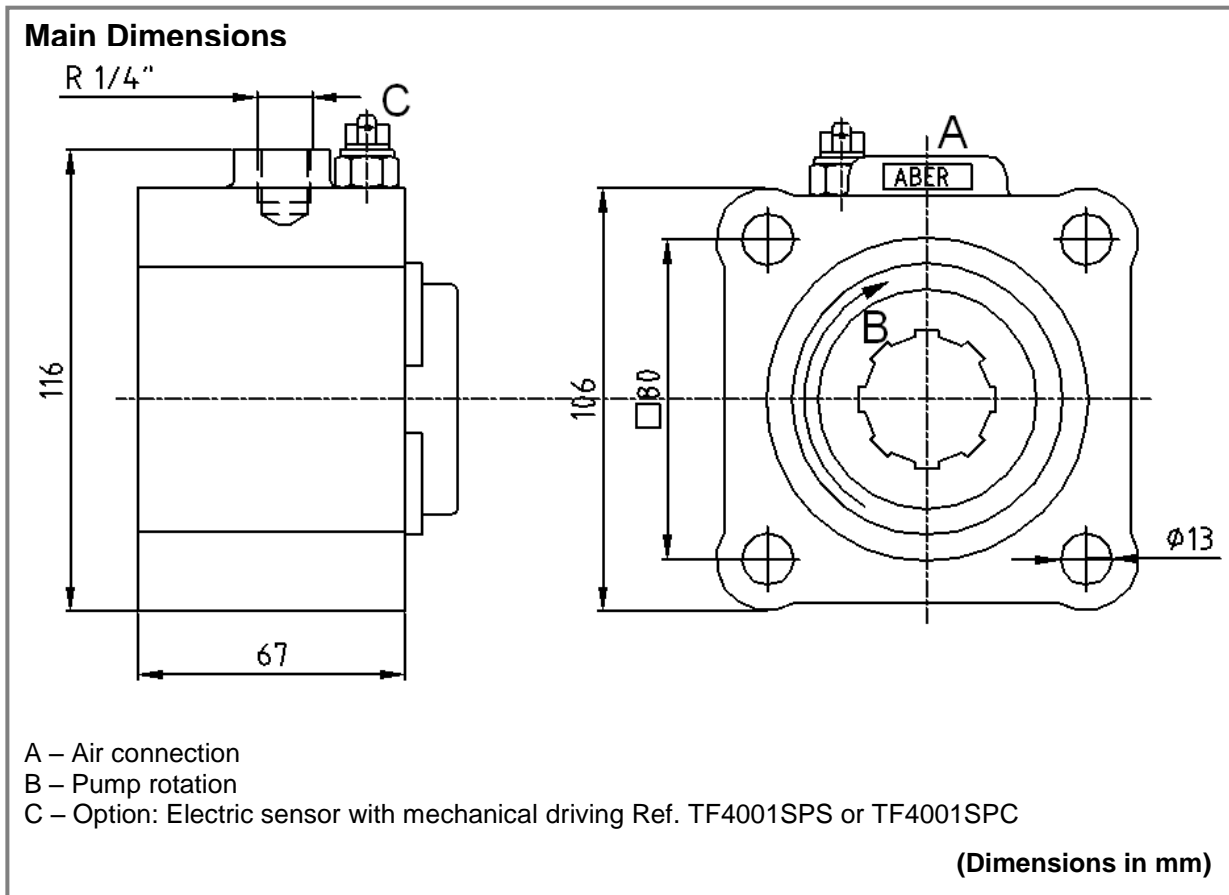 Main Dimensions
R 1/4"
C
A
ABER
B
116
106
□80
Ø13
67
A – Air connection
B – Pump rotation
C – Option: Electric sensor with mechanical driving Ref. TF4001SPS or TF4001SPC
(Dimensions in mm)